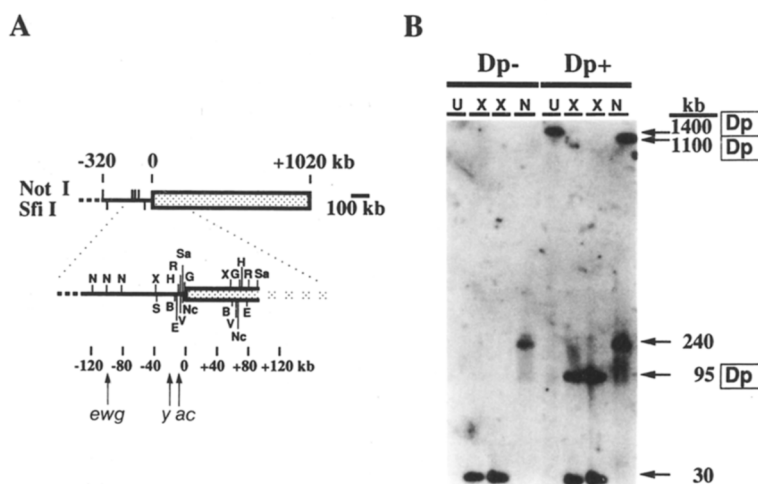 A
-320 0 +1020 kb
Not I
Sfi I
100 kb
Sa
H
R
N N N X H G X G R Sa
S B Nc B E
E V V
Nc
-120 -80 -40 0 +40 +80 +120 kb
ewg y ac
B
Dp- Dp+
U X X N U X X N kb
1400 Dp
1100 Dp
240
95 Dp
30